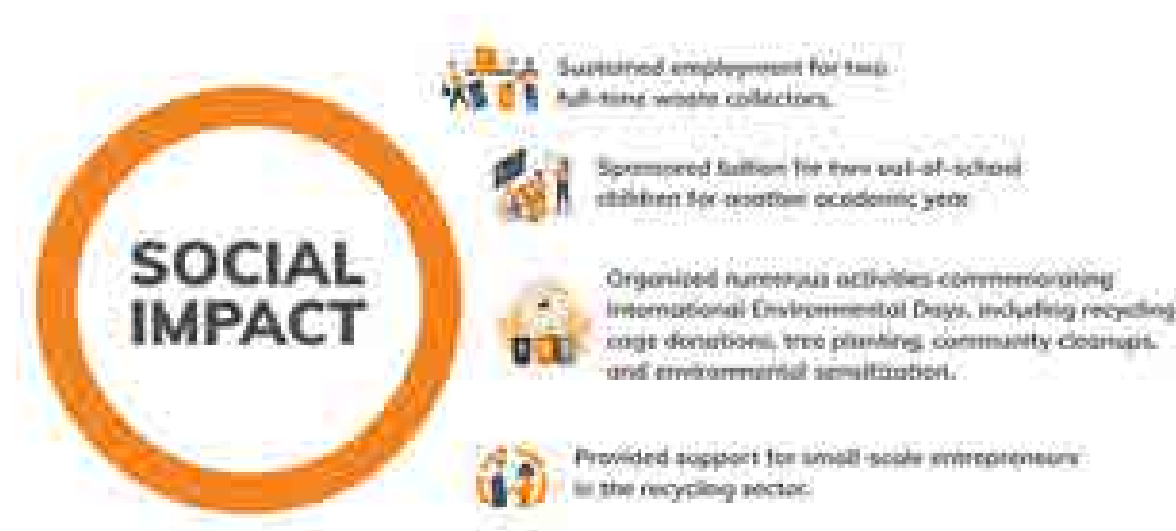 SOCIAL
IMPACT
Sustained employment for two
full-time waste collectors.
Sponsored tuition for two out-of-school
children for another academic year
Organized numerous activities commemorating
International Environmental Days, including recycling
cage donations, tree planting, community cleanups,
and environmental sensitization.
Provided support for small-scale entrepreneurs
in the recycling sector.